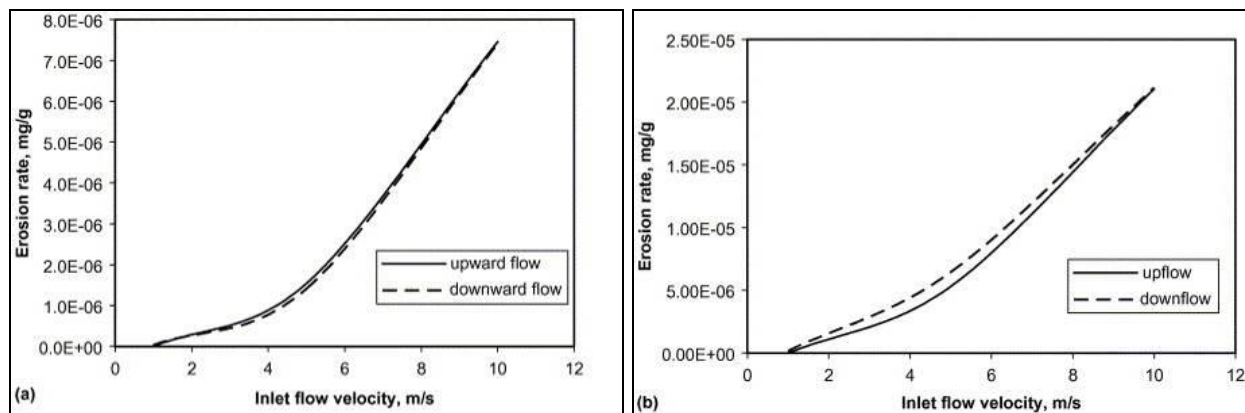 8.0E-06
7.0E-06
6.0E-06
5.0E-06
4.0E-06
3.0E-06
2.0E-06
1.0E-06
0.0E+00
Erosion rate, mg/g
upward flow
downward flow
0 2 4 6 8 10 12
(a) Inlet flow velocity, m/s
2.50E-05
2.00E-05
1.50E-05
1.00E-05
5.00E-06
0.00E+00
Erosion rate, mg/g
upflow
downflow
0 2 4 6 8 10 12
(b) Inlet flow velocity, m/s